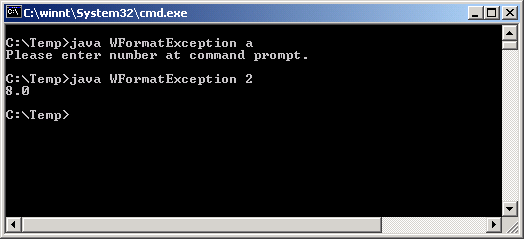 C:\winnt\System32\cmd.exe
C:\Temp>java WFormatException a
Please enter number at command prompt.
C:\Temp>java WFormatException 2
8.0
C:\Temp>